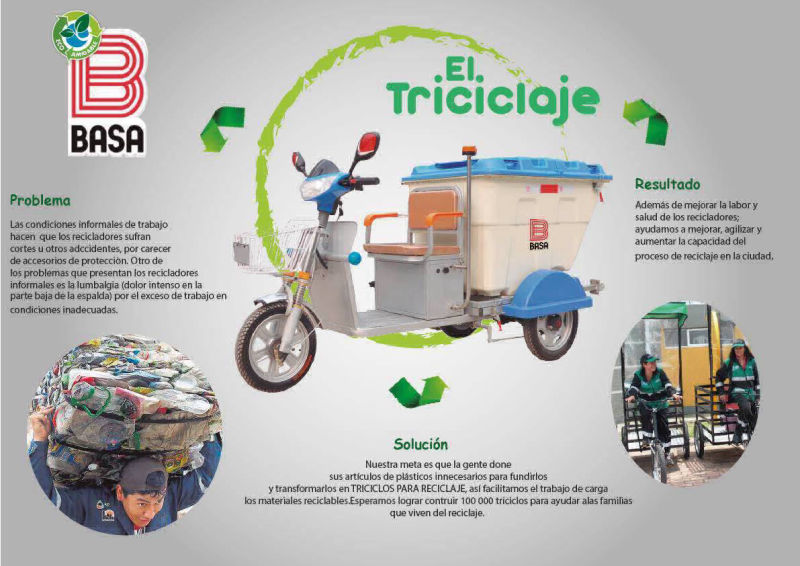 ECO AMIGABLE
BASA
El
Triciclaje
Problema
Las condiciones informales de trabajo
hacen que los recicladores sufran
cortes u otros adccidentes, por carecer
de accesorios de protecciòn. Otro de
los problemas que presentan los recicladores
informales es la lumbalgia (dolor intenso en la
parte baja de la espalda) por el exceso de trabajo en
condiciones inadecuadas.
Resultado
Además de mejorar la labor y
salud de los recicladores;
ayudamos a mejorar, agilizar y
aumentar la capacidad del
proceso de reciclaje en la ciudad.
BASA
Solución
Nuestra meta es que la gente done
sus artículos de plásticos innecesarios para fundirlos
y transformarlos en TRICICLOS PARA RECICLAJE, así facilitamos el trabajo de carga
los materiales reciclables.Esperamos lograr contruir 100 000 triciclos para ayudar alas familias
que viven del reciclaje.